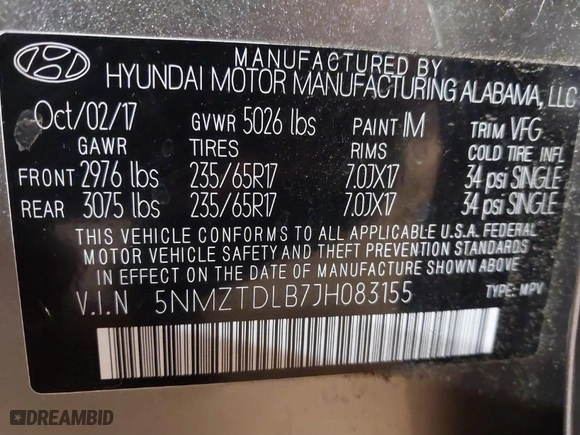 MANUFACTURED BY
HYUNDAI MOTOR MANUFACTURING ALABAMA, LLC
Oct/02/17 GVWR 5026 lbs PAINT IM TRIM VFG
GAWR TIRES RIMS COLD TIRE INFL
FRONT 2976 lbs 235/65R17 7.0JX17 34 psi SINGLE
REAR 3075 lbs 235/65R17 7.0JX17 34 psi SINGLE
THIS VEHICLE CONFORMS TO ALL APPLICABLE U.S.A. FEDERAL
MOTOR VEHICLE SAFETY AND THEFT PREVENTION STANDARDS
IN EFFECT ON THE DATE OF MANUFACTURE SHOWN ABOVE.
V.I.N 5NMZTDLB7JH083155 TYPE: MPV
DREAMBID